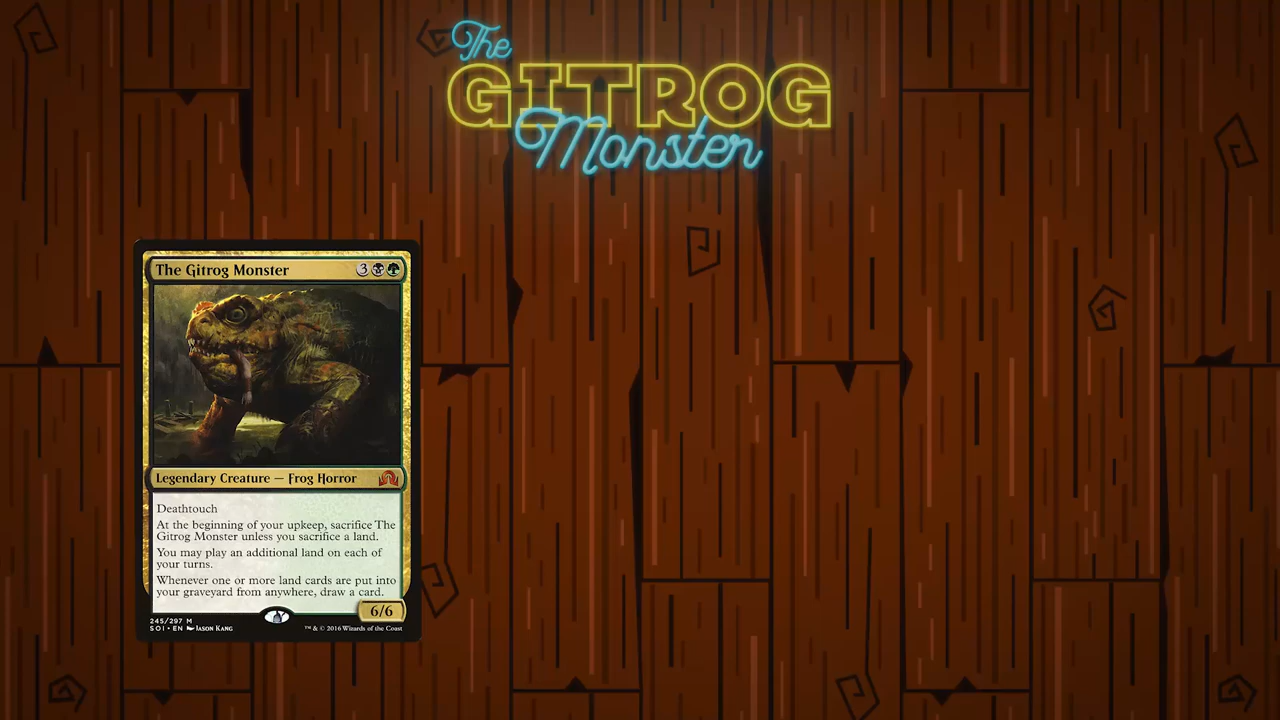 The
GITROG
Monster
The Gitrog Monster 3
Legendary Creature — Frog Horror
Deathtouch
At the beginning of your upkeep, sacrifice The
Gitrog Monster unless you sacrifice a land.
You may play an additional land on each of
your turns.
Whenever one or more land cards are put into
your graveyard from anywhere, draw a card.
6/6
245/297 M
SOI • EN JASON KANG
™ & © 2016 Wizards of the Coast